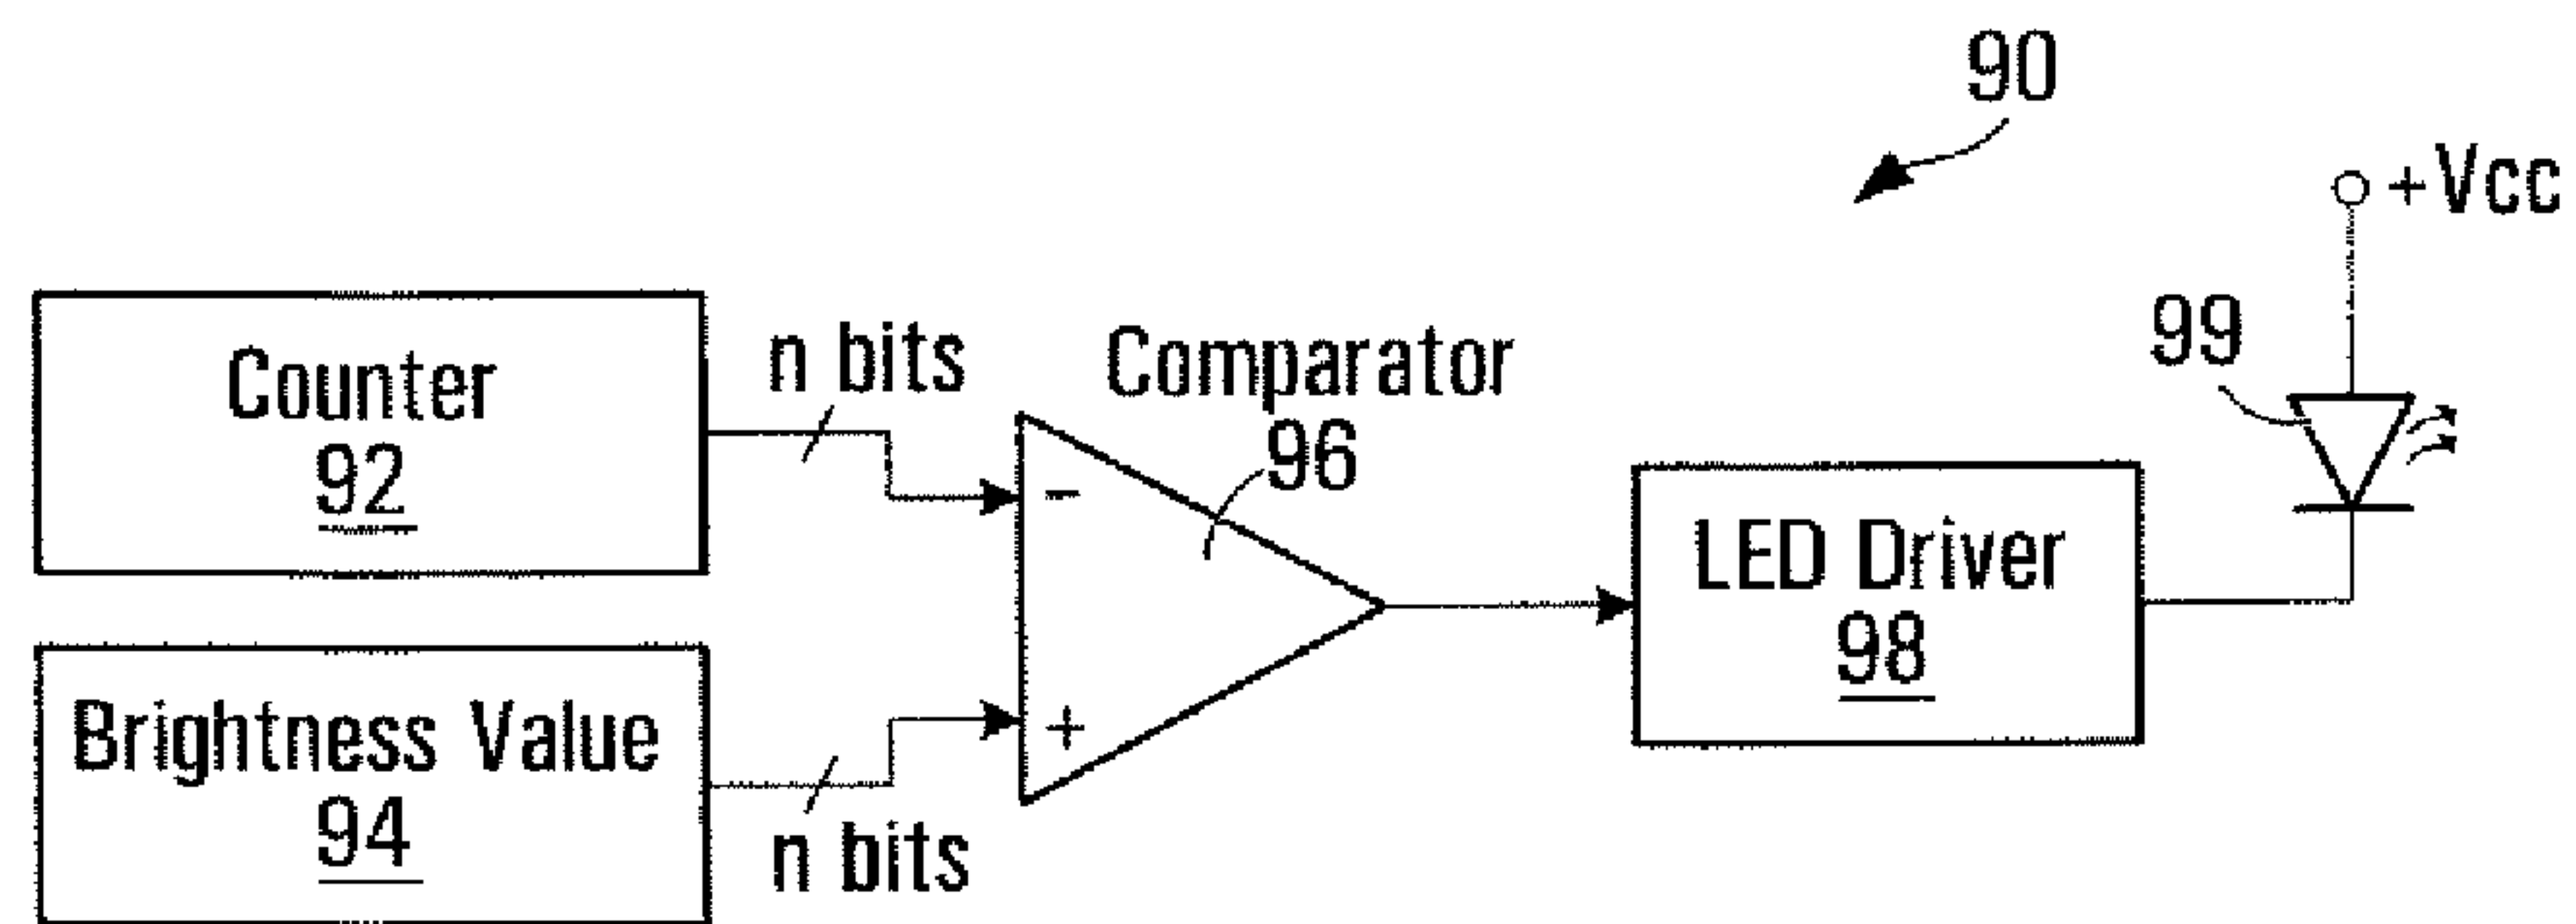 90
+Vcc
99
n bits
Comparator
96
Counter
92
-
+
LED Driver
98
Brightness Value
94
n bits